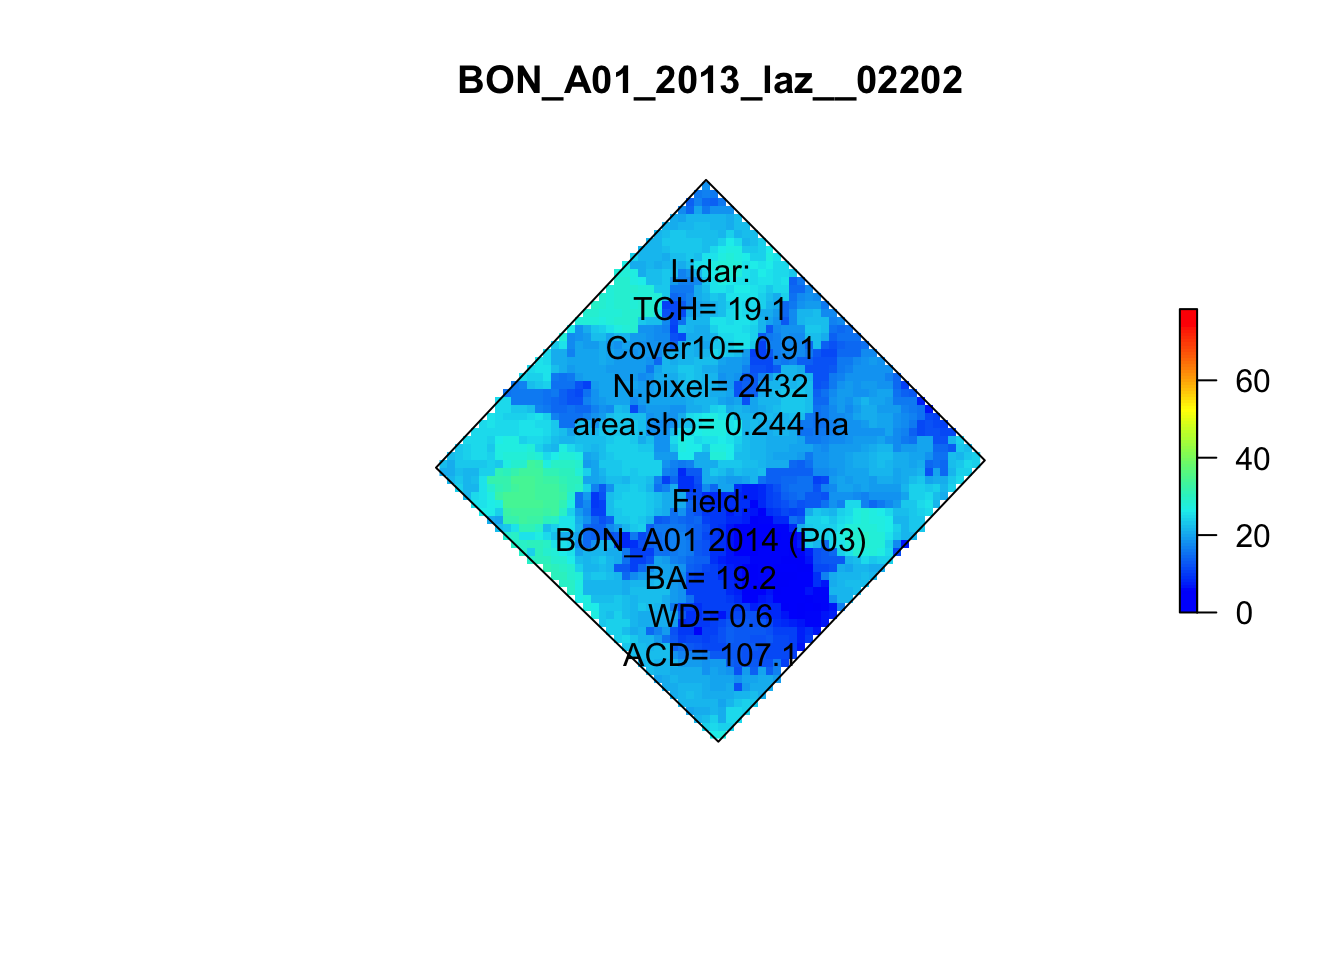 BON_A01_2013_laz__02202
Lidar:
TCH= 19.1
Cover10= 0.91
N.pixel= 2432
area.shp= 0.244 ha
Field:
BON_A01 2014 (P03)
BA= 19.2
WD= 0.6
ACD= 107.1
60
40
20
0